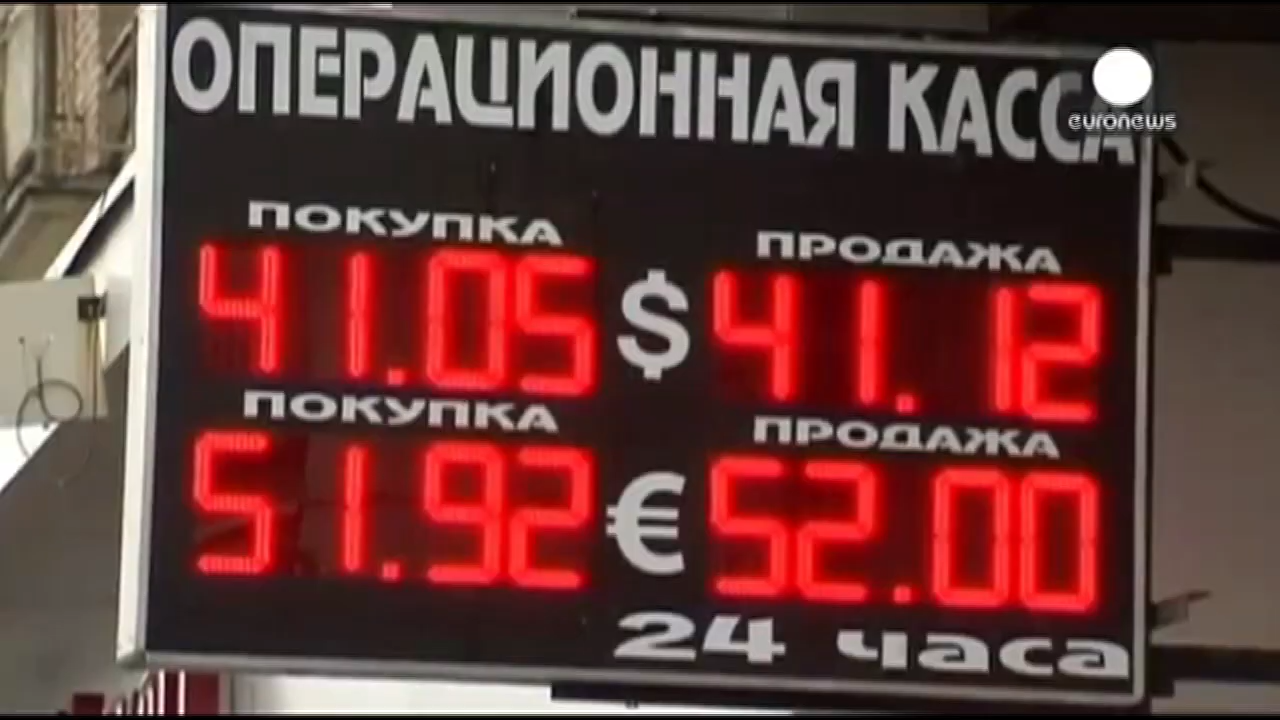 ОПЕРАЦИОННАЯ КАССА
euronews
ПОКУПКА ПРОДАЖА
41.05 $ 41.12
ПОКУПКА ПРОДАЖА
51.92 € 52.00
24 часа